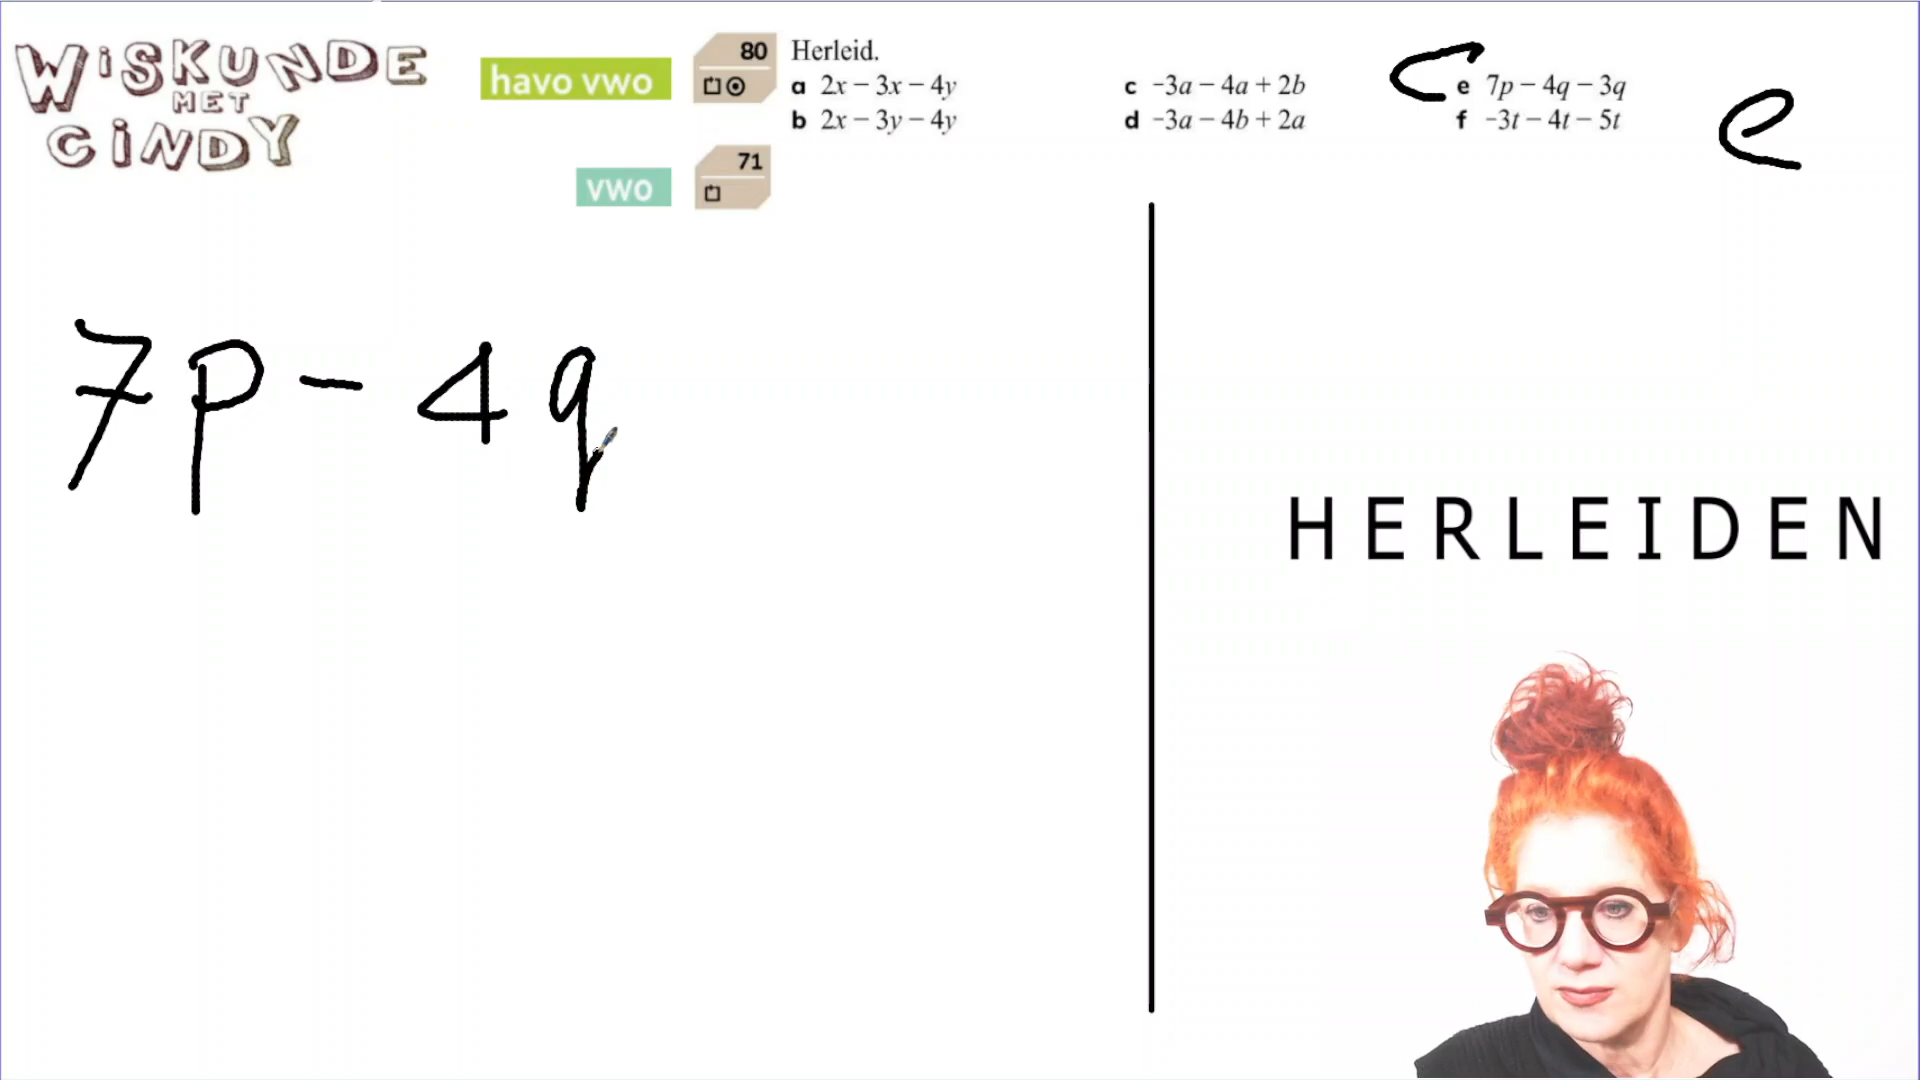 WiSKUNDE
MET
CiNDY
havo vwo
80
Herleid.
a 2x − 3x − 4y
b 2x − 3y − 4y
c -3a − 4a + 2b
d -3a − 4b + 2a
e 7p − 4q − 3q
f -3t − 4t − 5t
e
vwo
71
7p − 4q
HERLEIDEN